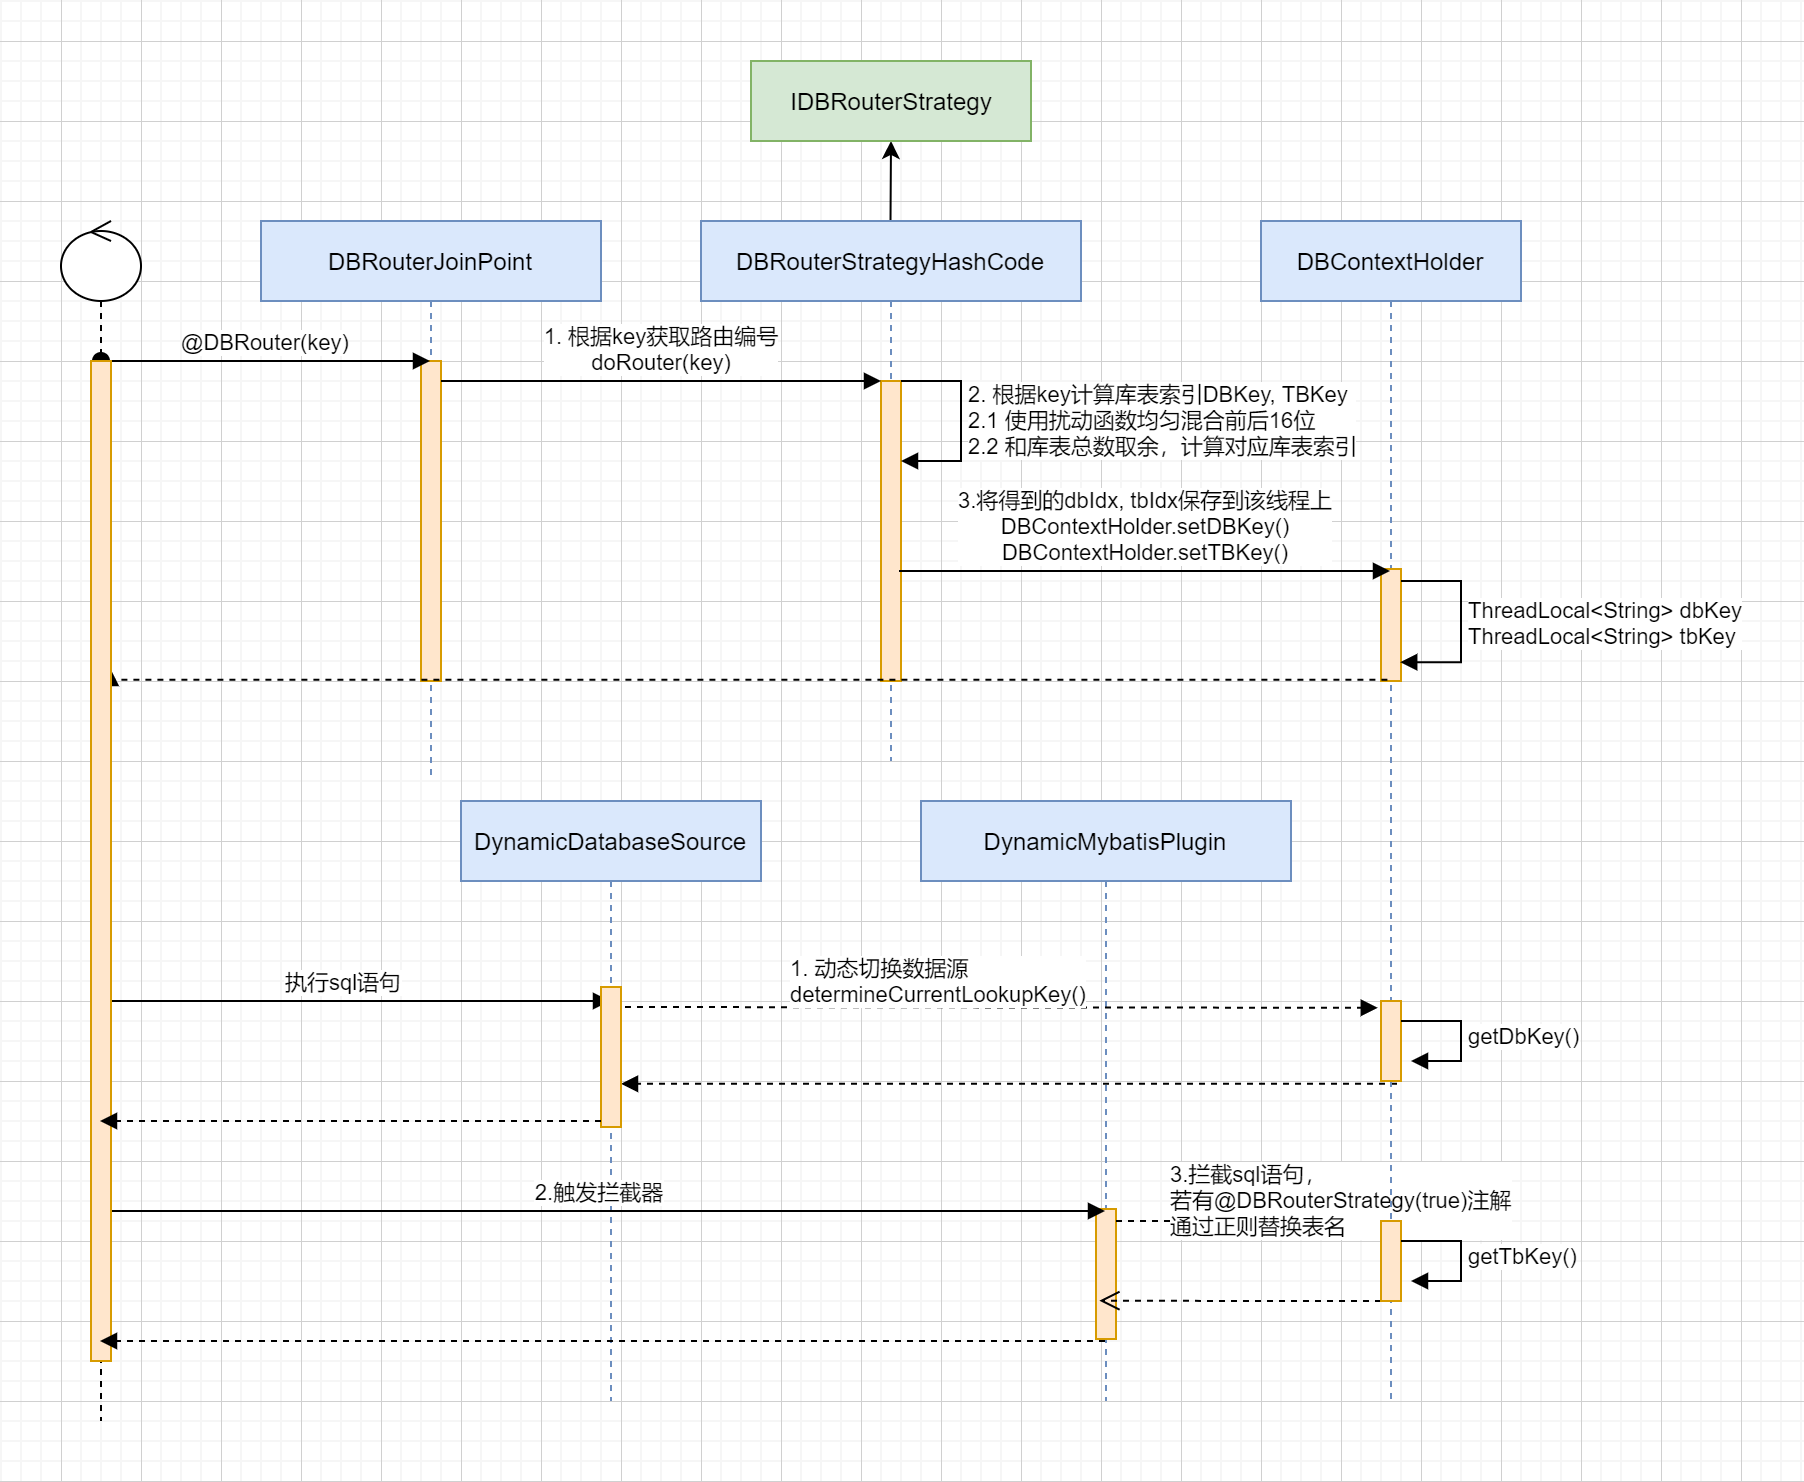 IDBRouterStrategy
DBRouterJoinPoint
DBRouterStrategyHashCode
DBContextHolder
@DBRouter(key)
1. 根据key获取路由编号
doRouter(key)
2. 根据key计算库表索引DBKey, TBKey
2.1 使用扰动函数均匀混合前后16位
2.2 和库表总数取余，计算对应库表索引
3.将得到的dbIdx, tbIdx保存到该线程上
DBContextHolder.setDBKey()
DBContextHolder.setTBKey()
ThreadLocal<String> dbKey
ThreadLocal<String> tbKey
DynamicDatabaseSource
DynamicMybatisPlugin
执行sql语句
1. 动态切换数据源
determineCurrentLookupKey()
getDbKey()
2.触发拦截器
3.拦截sql语句，
若有@DBRouterStrategy(true)注解
通过正则替换表名
getTbKey()